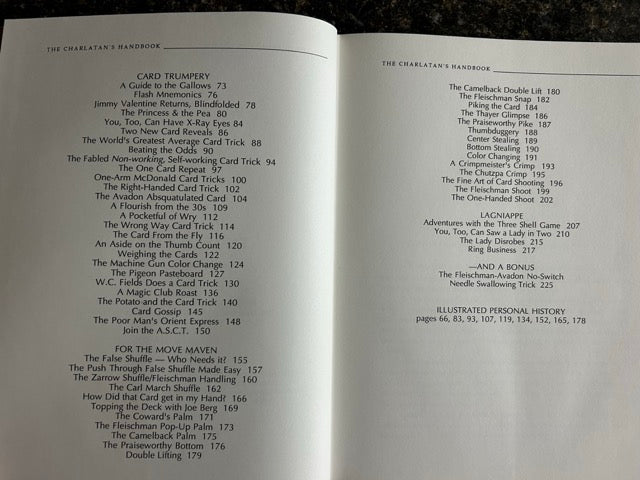 THE CHARLATAN'S HANDBOOK
CARD TRUMPERY
A Guide to the Gallows 73
Flash Mnemonics 76
Jimmy Valentine Returns, Blindfolded 78
The Princess & the Pea 80
You, Too, Can Have X-Ray Eyes 84
Two New Card Reveals 86
The World's Greatest Average Card Trick 88
Beating the Odds 90
The Fabled Non-working, Self-working Card Trick 94
The One Card Repeat 97
One-Arm McDonald Card Tricks 100
The Right-Handed Card Trick 102
The Avadon Absquatulated Card 104
A Flourish from the 30s 109
A Pocketful of Wry 112
The Wrong Way Card Trick 114
The Card From the Fly 116
An Aside on the Thumb Count 120
Weighing the Cards 122
The Machine Gun Color Change 124
The Pigeon Pasteboard 127
W.C. Fields Does a Card Trick 130
A Magic Club Roast 136
The Potato and the Card Trick 140
Card Gossip 145
The Poor Man's Orient Express 148
Join the A.S.C.T. 150
FOR THE MOVE MAVEN
The False Shuffle — Who Needs it? 155
The Push Through False Shuffle Made Easy 157
The Zarrow Shuffle/Fleischman Handling 160
The Carl March Shuffle 162
How Did that Card get in my Hand? 166
Topping the Deck with Joe Berg 169
The Coward's Palm 171
The Fleischman Pop-Up Palm 173
The Camelback Palm 175
The Praiseworthy Bottom 176
Double Lifting 179
THE CHARLATAN'S HANDBOOK
The Camelback Double Lift 180
The Fleischman Snap 182
Piking the Card 184
The Thayer Glimpse 186
The Praiseworthy Pike 187
Thumbduggery 188
Center Stealing 189
Bottom Stealing 190
Color Changing 191
A Crimpmeister's Crimp 193
The Chutzpa Crimp 195
The Fine Art of Card Shooting 196
The Fleischman Shoot 199
The One-Handed Shoot 202
LAGNIAPPE
Adventures with the Three Shell Game 207
You, Too, Can Saw a Lady in Two 210
The Lady Disrobes 215
Ring Business 217
—AND A BONUS
The Fleischman-Avadon No-Switch
Needle Swallowing Trick 225
ILLUSTRATED PERSONAL HISTORY
pages 66, 83, 93, 107, 119, 134, 152, 165, 178